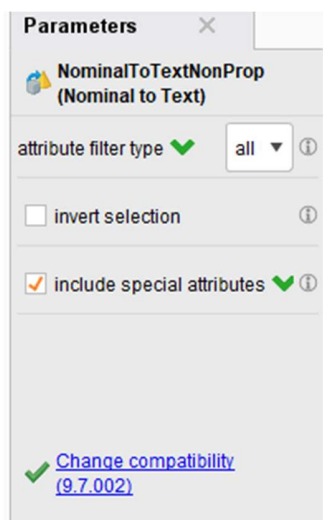 Parameters
NominalToTextNonProp
(Nominal to Text)
attribute filter type all
invert selection
include special attributes
Change compatibility
(9.7.002)